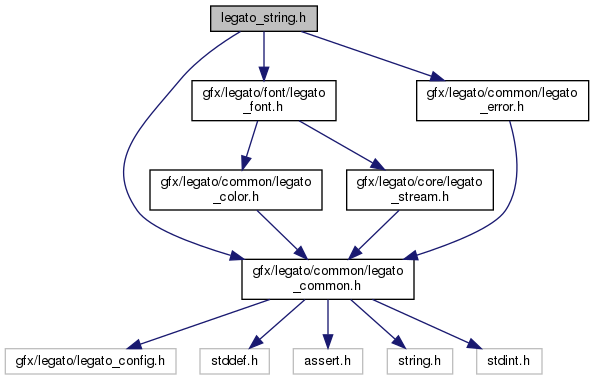 legato_string.h
gfx/legato/font/legato
_font.h
gfx/legato/common/legato
_error.h
gfx/legato/common/legato
_color.h
gfx/legato/core/legato
_stream.h
gfx/legato/common/legato
_common.h
gfx/legato/legato_config.h
stddef.h
assert.h
string.h
stdint.h